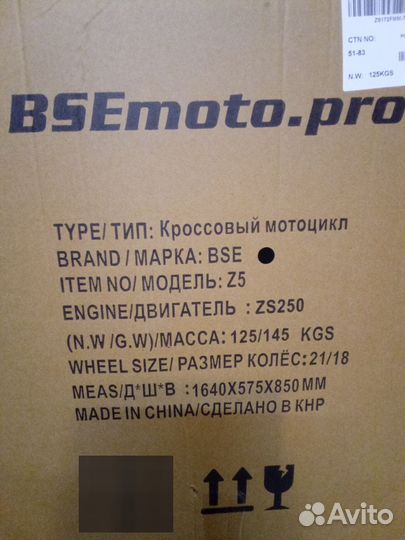 CTN NO:
51-83
N.W: 125KGS
BSEmoto.pro
TYPE/ТИП: Кроссовый мотоцикл
BRAND / МАРКА: BSE
ITEM NO/ МОДЕЛЬ: Z5
ENGINE/ДВИГАТЕЛЬ : ZS250
(N.W /G.W)/МАССА: 125/145 KGS
WHEEL SIZE/ РАЗМЕР КОЛЁС: 21/18
MEAS/Д*Ш*В :1640X575X850ММ
MADE IN CHINA/СДЕЛАНО В КНР
Avito